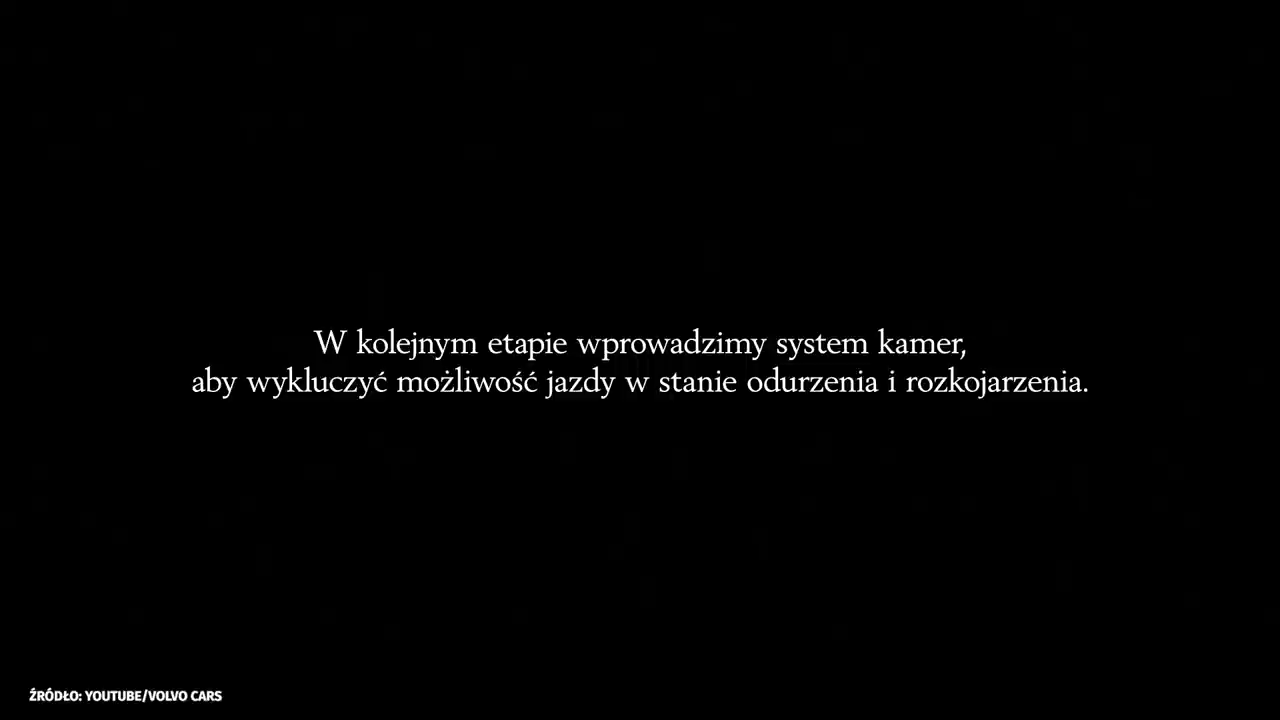 W kolejnym etapie wprowadzimy system kamer,
aby wykluczyć możliwość jazdy w stanie odurzenia i rozkojarzenia.
ŹRÓDŁO: YOUTUBE/VOLVO CARS